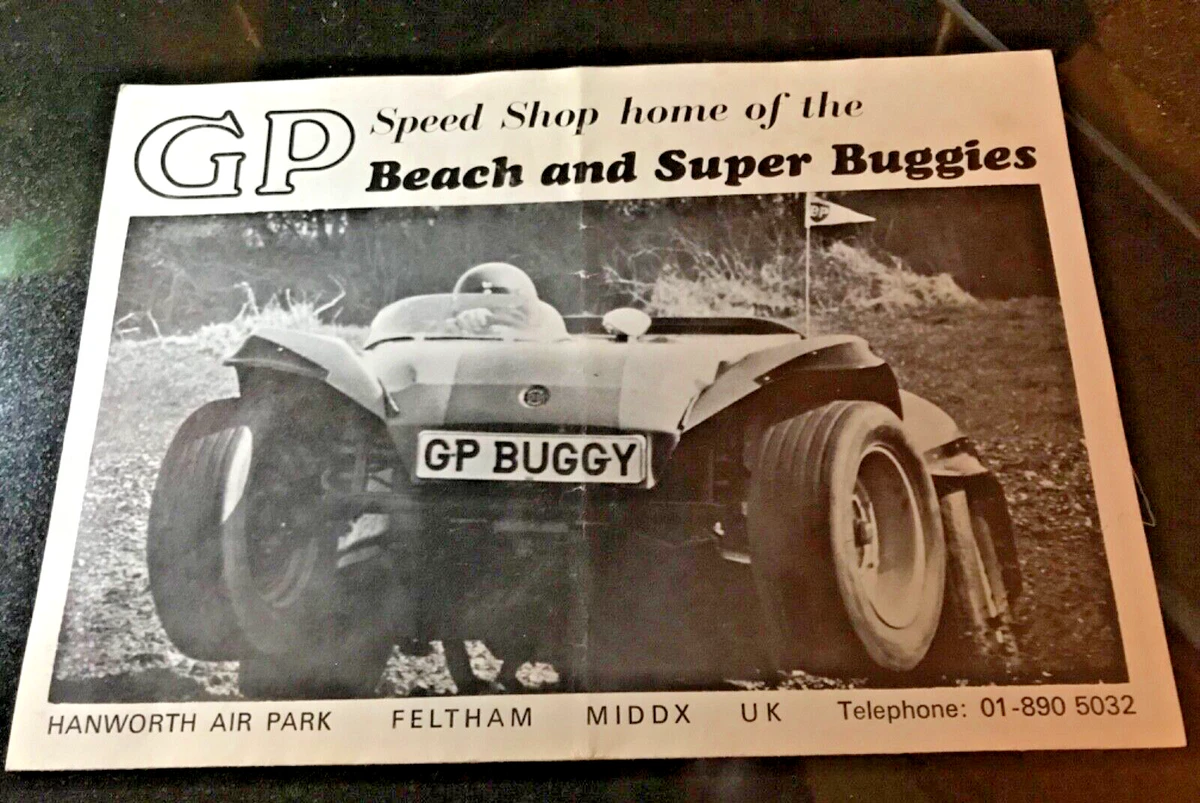 GP Speed Shop home of the
Beach and Super Buggies
GP
GP BUGGY
HANWORTH AIR PARK FELTHAM MIDDX UK Telephone: 01-890 5032